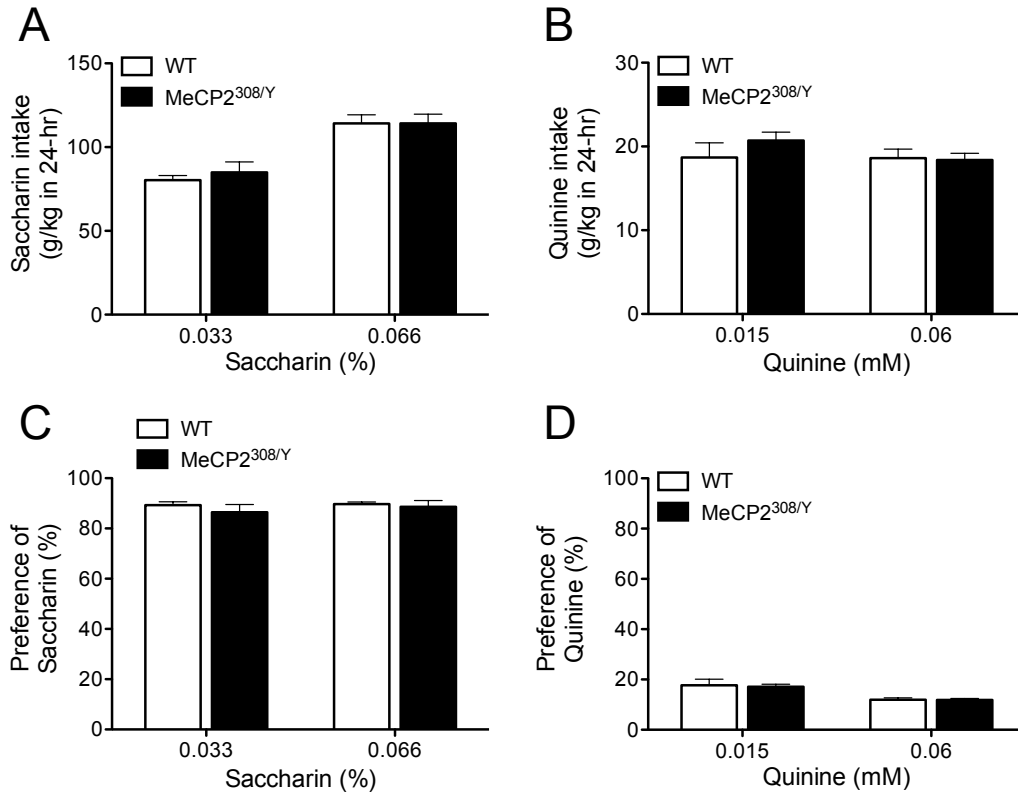 A
WT
MeCP2308/Y
Saccharin intake
(g/kg in 24-hr)
150
100
50
0
0.033
0.066
Saccharin (%)
B
WT
MeCP2308/Y
Quinine intake
(g/kg in 24-hr)
30
20
10
0
0.015
0.06
Quinine (mM)
C
WT
MeCP2308/Y
Preference of
Saccharin (%)
100
80
60
40
20
0
0.033
0.066
Saccharin (%)
D
WT
MeCP2308/Y
Preference of
Quinine (%)
100
80
60
40
20
0
0.015
0.06
Quinine (mM)